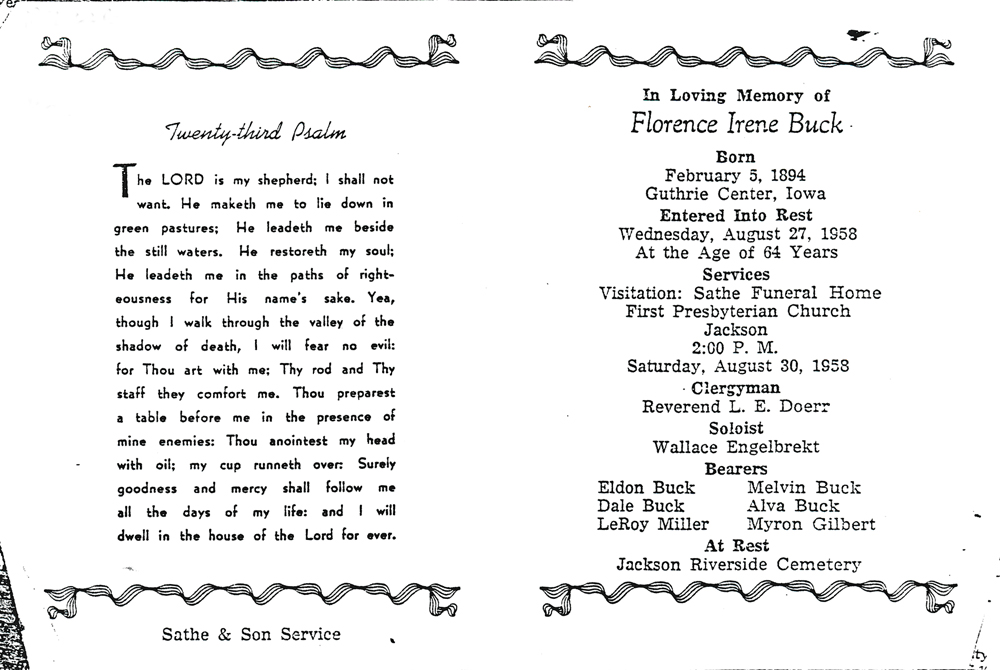 Twenty-third Psalm
The LORD is my shepherd; I shall not
want. He maketh me to lie down in
green pastures; He leadeth me beside
the still waters. He restoreth my soul;
He leadeth me in the paths of right-
eousness for His name's sake. Yea,
though I walk through the valley of the
shadow of death, I will fear no evil:
for Thou art with me; Thy rod and Thy
staff they comfort me. Thou preparest
a table before me in the presence of
mine enemies: Thou anointest my head
with oil; my cup runneth over: Surely
goodness and mercy shall follow me
all the days of my life: and I will
dwell in the house of the Lord for ever.
Sathe & Son Service
In Loving Memory of
Florence Irene Buck
Born
February 5, 1894
Guthrie Center, Iowa
Entered Into Rest
Wednesday, August 27, 1958
At the Age of 64 Years
Services
Visitation: Sathe Funeral Home
First Presbyterian Church
Jackson
2:00 P. M.
Saturday, August 30, 1958
Clergyman
Reverend L. E. Doerr
Soloist
Wallace Engelbrekt
Bearers
Eldon Buck Melvin Buck
Dale Buck Alva Buck
LeRoy Miller Myron Gilbert
At Rest
Jackson Riverside Cemetery